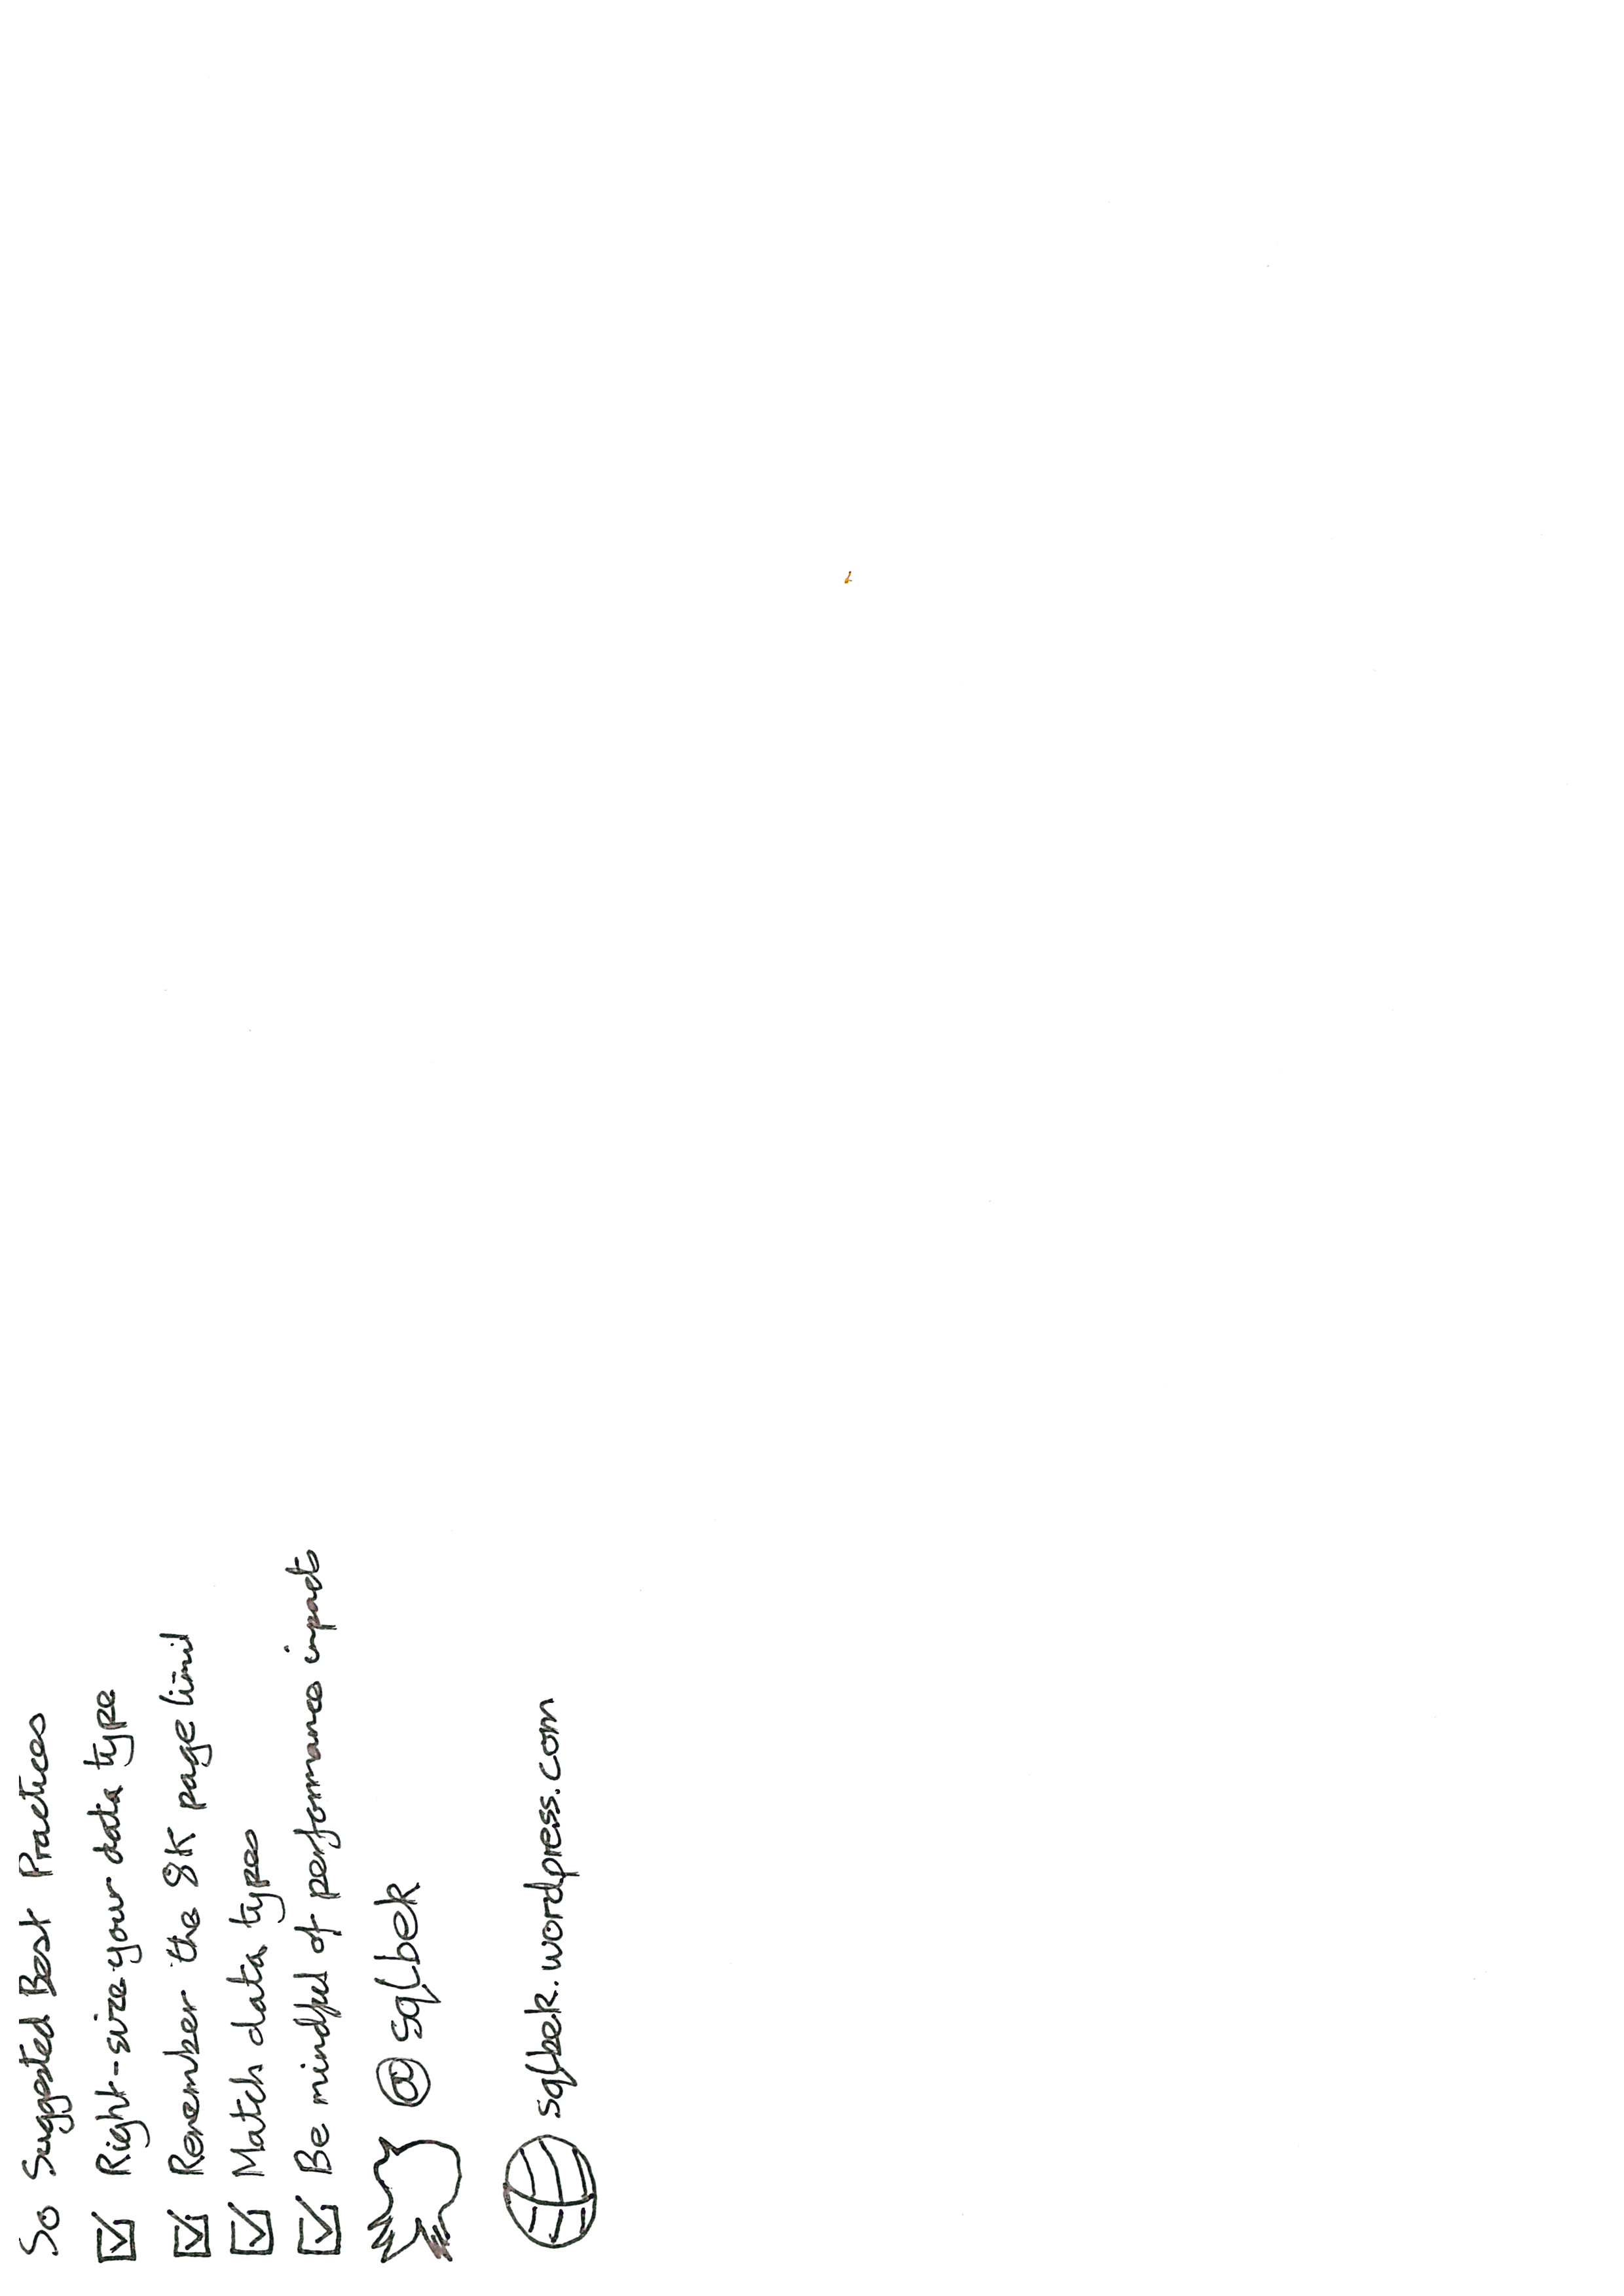 So Suggested Best Practices
Right-size your data type
Remember the 8K page limit
Match data types
Be mindful of performance impacts
@sqlbek
sqlbek.wordpress.com